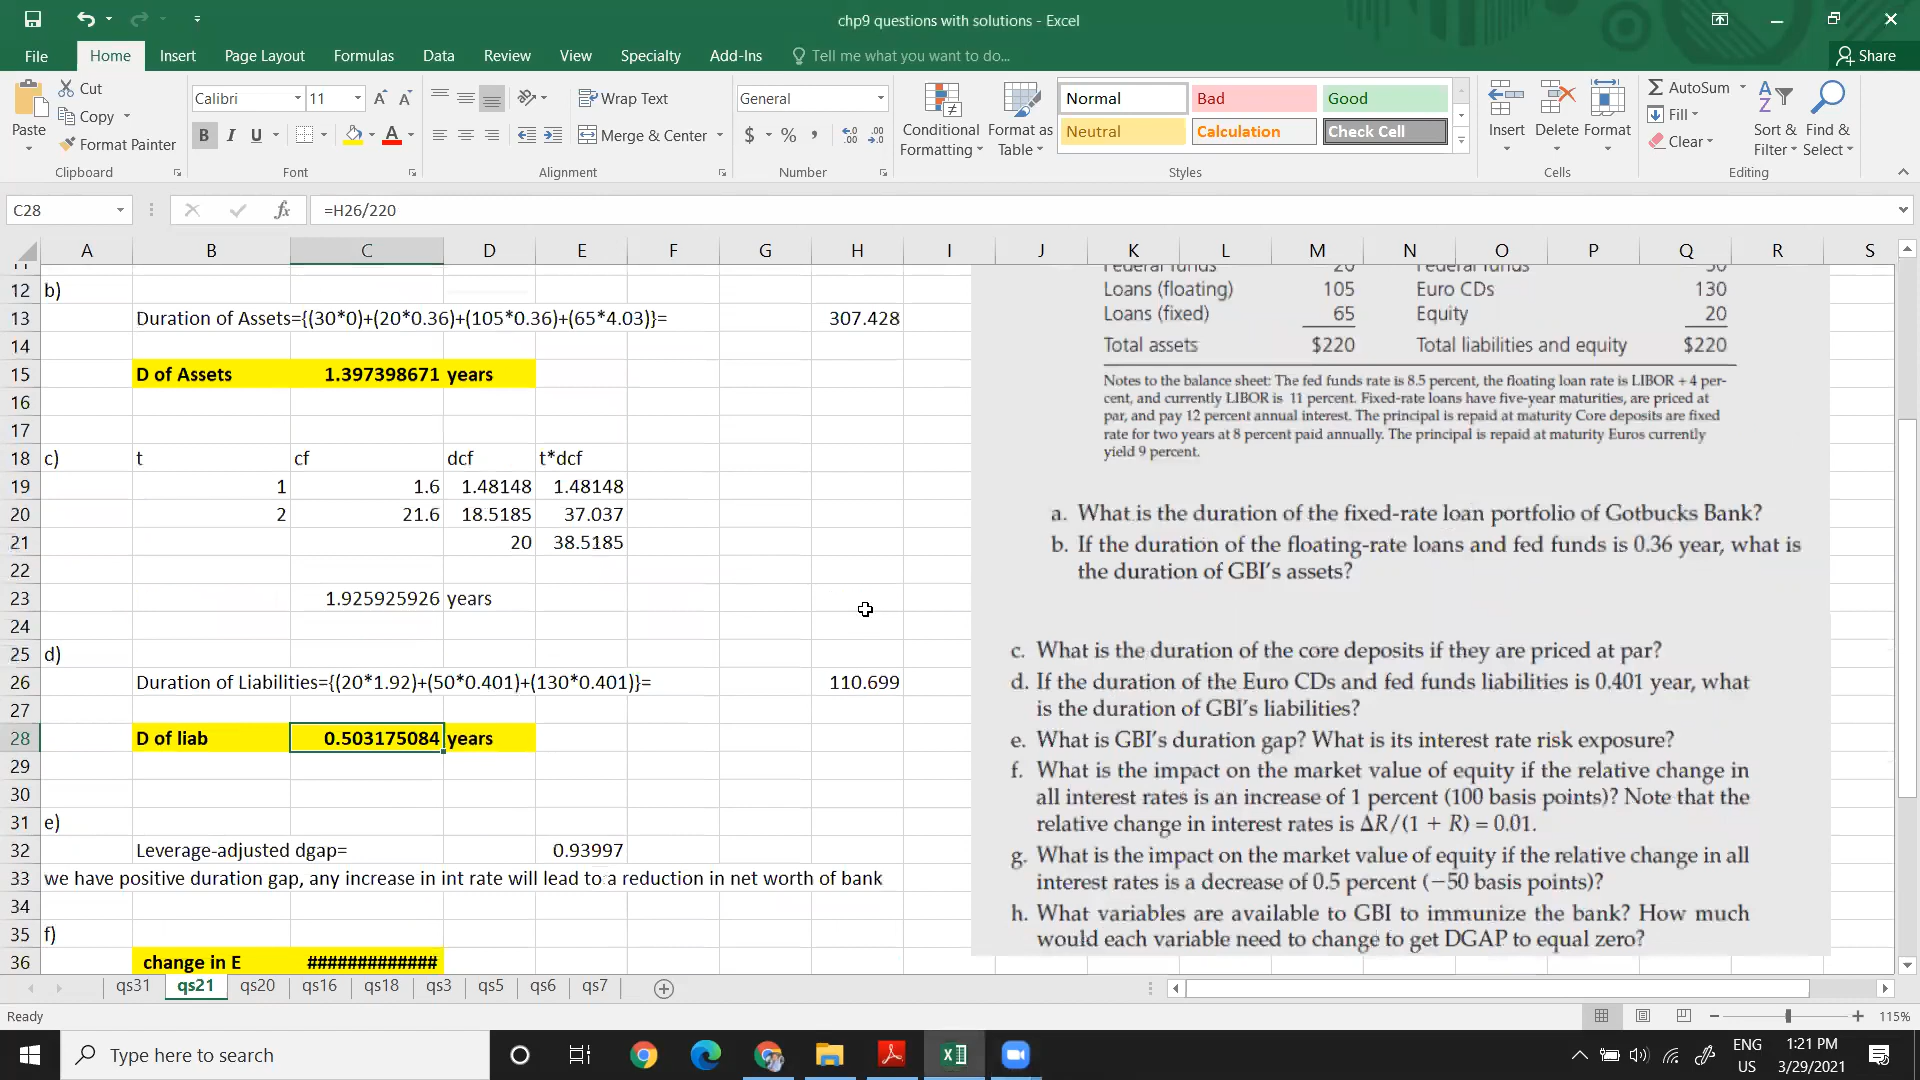 chp9 questions with solutions - Excel
File Home Insert Page Layout Formulas Data Review View Specialty Add-Ins Tell me what you want to do... Share
Paste Cut Copy Format Painter Clipboard
Calibri 11 A A B I U A Font
Wrap Text Merge & Center Alignment
General $ % , Number
Conditional Formatting Format as Table
Normal Bad Good
Neutral Calculation Check Cell
Styles
Insert Delete Format Cells
AutoSum Fill Clear Sort & Filter Find & Select Editing
C28 fx =H26/220
A B C D E F G H I J K L M N O P Q R S
12 b)
13 Duration of Assets={(30*0)+(20*0.36)+(105*0.36)+(65*4.03)}= 307.428
14
15 D of Assets 1.397398671 years
16
17
18 c) t cf dcf t*dcf
19 1 1.6 1.48148 1.48148
20 2 21.6 18.5185 37.037
21 20 38.5185
22
23 1.925925926 years
24
25 d)
26 Duration of Liabilities={(20*1.92)+(50*0.401)+(130*0.401)}= 110.699
27
28 D of liab 0.503175084 years
29
30
31 e)
32 Leverage-adjusted dgap= 0.93997
33 we have positive duration gap, any increase in int rate will lead to a reduction in net worth of bank
34
35 f)
36 change in E #############
Federal funds 20 Federal funds 50
Loans (floating) 105 Euro CDs 130
Loans (fixed) 65 Equity 20
Total assets $220 Total liabilities and equity $220
Notes to the balance sheet: The fed funds rate is 8.5 percent, the floating loan rate is LIBOR + 4 per-
cent, and currently LIBOR is 11 percent. Fixed-rate loans have five-year maturities, are priced at
par, and pay 12 percent annual interest. The principal is repaid at maturity Core deposits are fixed
rate for two years at 8 percent paid annually. The principal is repaid at maturity Euros currently
yield 9 percent.
a. What is the duration of the fixed-rate loan portfolio of Gotbucks Bank?
b. If the duration of the floating-rate loans and fed funds is 0.36 year, what is
the duration of GBI's assets?
c. What is the duration of the core deposits if they are priced at par?
d. If the duration of the Euro CDs and fed funds liabilities is 0.401 year, what
is the duration of GBI's liabilities?
e. What is GBI's duration gap? What is its interest rate risk exposure?
f. What is the impact on the market value of equity if the relative change in
all interest rates is an increase of 1 percent (100 basis points)? Note that the
relative change in interest rates is ΔR/(1 + R) = 0.01.
g. What is the impact on the market value of equity if the relative change in all
interest rates is a decrease of 0.5 percent (−50 basis points)?
h. What variables are available to GBI to immunize the bank? How much
would each variable need to change to get DGAP to equal zero?
qs31 qs21 qs20 qs16 qs18 qs3 qs5 qs6 qs7
Ready 115%
Type here to search
ENG US
1:21 PM
3/29/2021